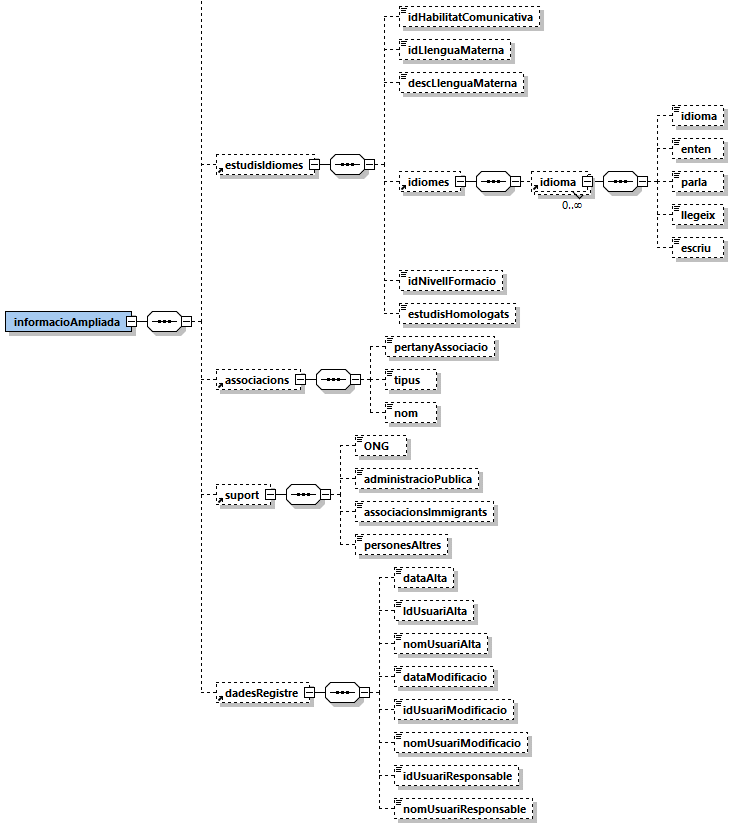 idHabilitatComunicativa
idLlenguaMaterna
descLlenguaMaterna
estudisIdiomes
idiomes
idioma
0..∞
idioma
enten
parla
llegeix
escriu
idNivellFormacio
estudisHomologats
informacioAmpliada
associacions
pertanyAssociacio
tipus
nom
suport
ONG
administracioPublica
associacionsImmigrants
personesAltres
dadesRegistre
dataAlta
IdUsuariAlta
nomUsuariAlta
dataModificacio
idUsuariModificacio
nomUsuariModificacio
idUsuariResponsable
nomUsuariResponsable